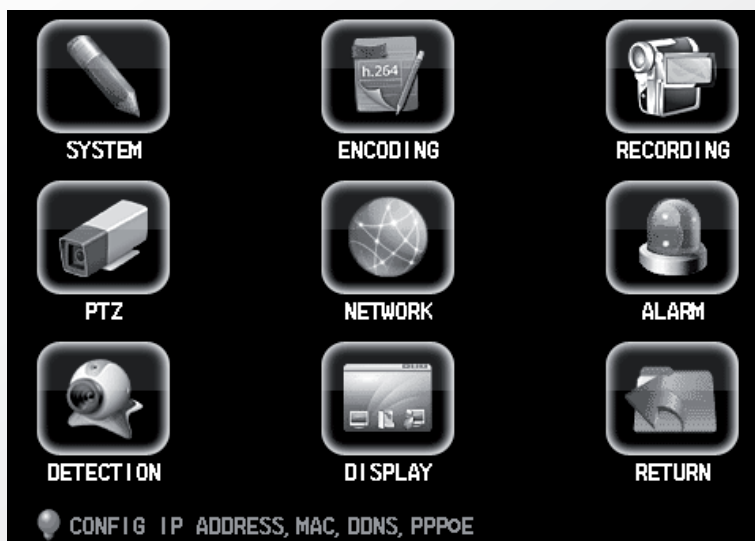 h.264
SYSTEM
ENCODING
RECORDING
PTZ
NETWORK
ALARM
DETECTION
DISPLAY
RETURN
CONFIG IP ADDRESS, MAC, DDNS, PPPoE